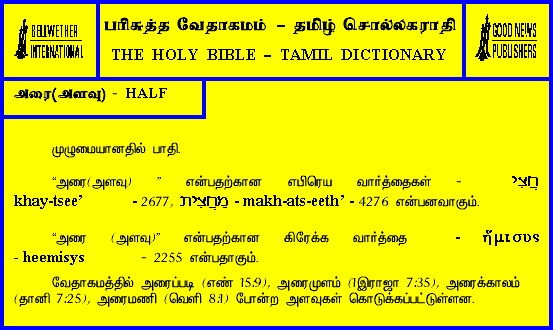 BELLWETHER
INTERNATIONAL
பரிசுத்த வேதாகமம் – தமிழ் சொல்லகராதி
THE HOLY BIBLE – TAMIL DICTIONARY
GOOD NEWS
PUBLISHERS
அரை(அளவு) - HALF
முழுமையானதில் பாதி.
“அரை(அளவு) ” என்பதற்கான எபிரெய வார்த்தைகள் - חצי
khay-tsee’ - 2677, מחצית - makh-ats-eeth’ - 4276 என்பனவாகும்.
“அரை (அளவு)” என்பதற்கான கிரேக்க வார்த்தை - ἥμισυς
- heemisys - 2255 என்பதாகும்.
வேதாகமத்தில் அரைப்படி (எண் 15:9), அரைமுளம் (1இராஜா 7:35), அரைக்காலம்
(தானி 7:25), அரைமணி (வெளி 8:1) போன்ற அளவுகள் கொடுக்கப்பட்டுள்ளன.